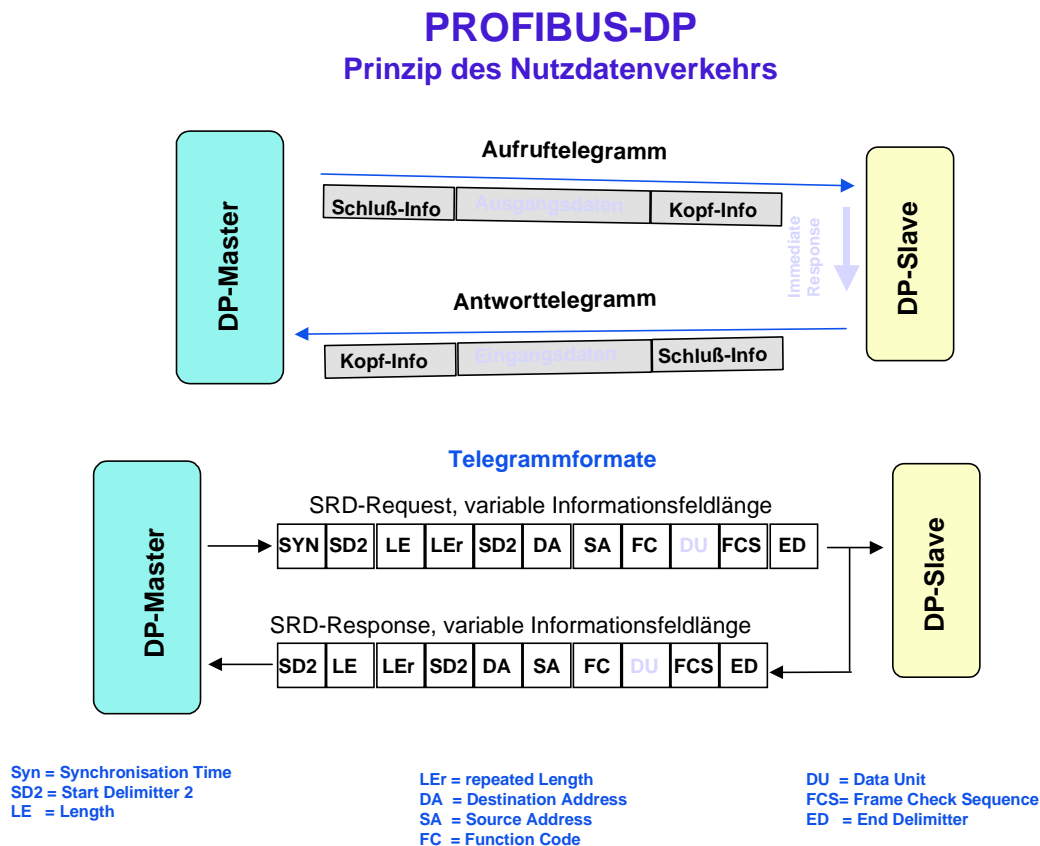 PROFIBUS-DP
Prinzip des Nutzdatenverkehrs
DP-Master
Aufruftelegramm
Schluß-Info Ausgangsdaten Kopf-Info
Immediate
Response
DP-Slave
Antworttelegramm
Kopf-Info Eingangsdaten Schluß-Info
Telegrammformate
DP-Master
SRD-Request, variable Informationsfeldlänge
SYN SD2 LE LEr SD2 DA SA FC DU FCS ED
DP-Slave
SRD-Response, variable Informationsfeldlänge
SD2 LE LEr SD2 DA SA FC DU FCS ED
Syn = Synchronisation Time
SD2 = Start Delimitter 2
LE = Length
LEr = repeated Length
DA = Destination Address
SA = Source Address
FC = Function Code
DU = Data Unit
FCS= Frame Check Sequence
ED = End Delimitter